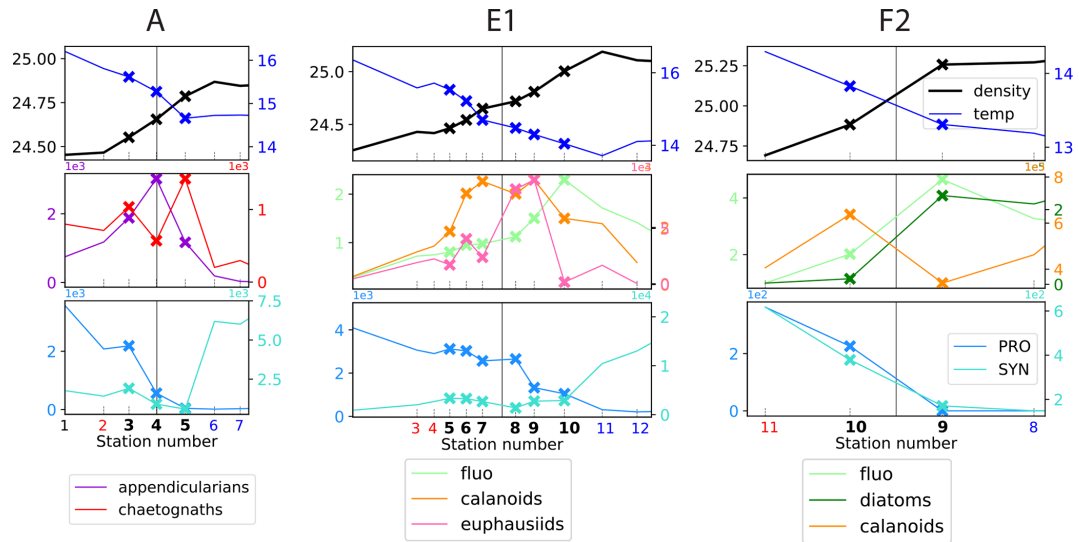 A E1 F2
25.00
24.75
24.50
16
15
14
25.0
24.5
16
14
25.25
25.00
24.75
14
13
density
temp
1e3 1e3
2
0
1
0
2
1
0
1e5
4
2
8
2
6
1
4
0
1e3 1e3
2
0
7.5
5.0
2.5
1e3 1e4
4
2
0
2
1
0
1e2 1e2
2
0
6
4
2
PRO
SYN
1 2 3 4 5 6 7
3 4 5 6 7 8 9 10 11 12
11 10 9 8
Station number Station number Station number
appendicularians
chaetognaths
fluo
calanoids
euphausiids
fluo
diatoms
calanoids